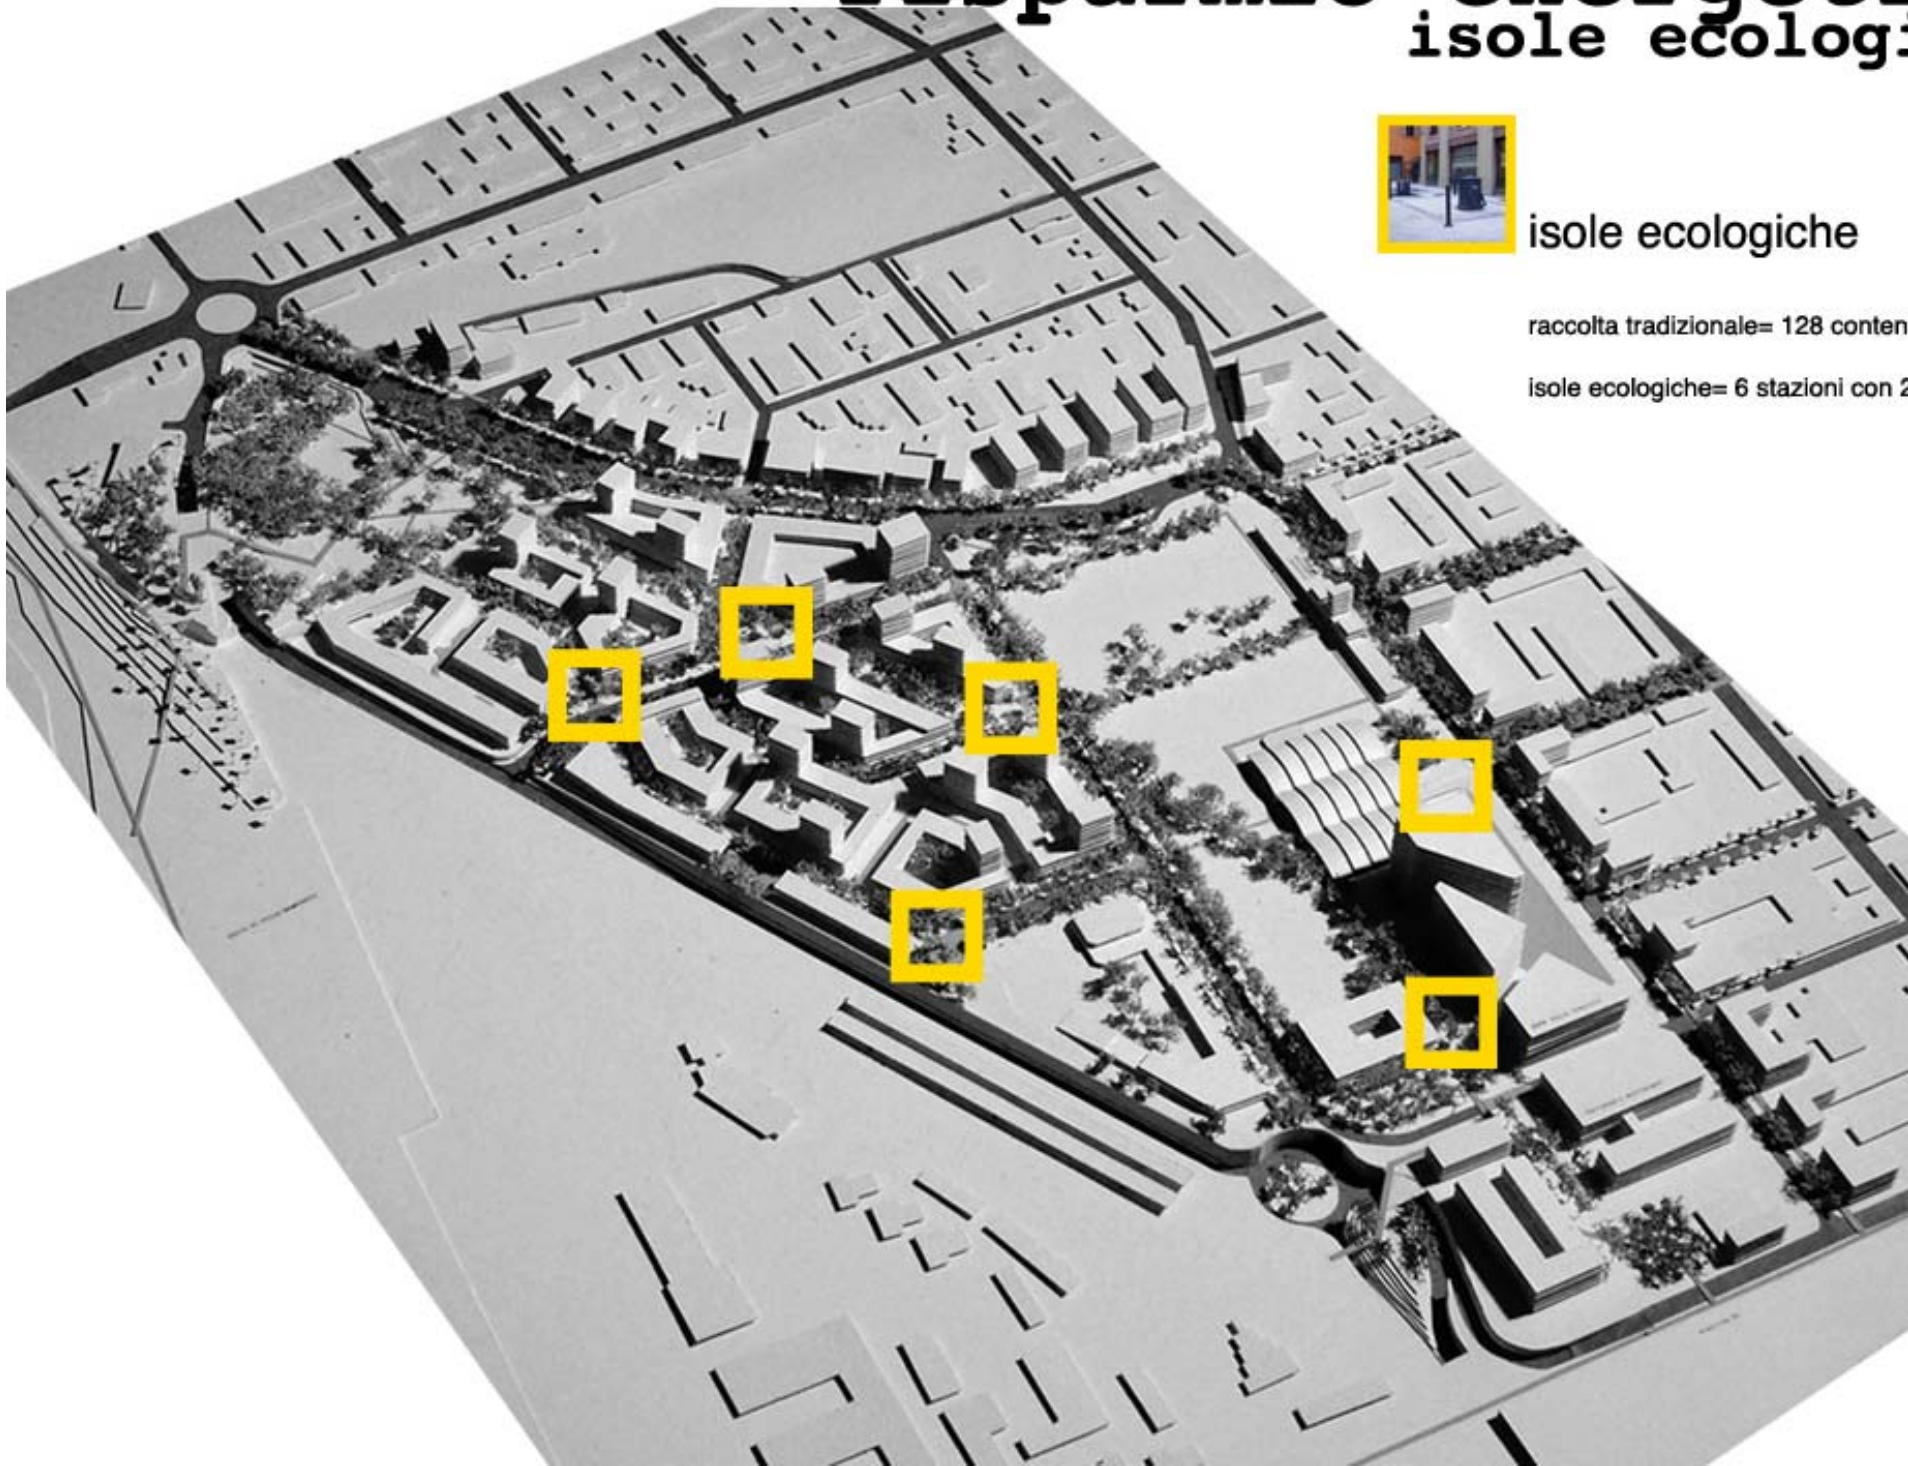 isole ecologi
isole ecologiche
raccolta tradizionale= 128 conten
isole ecologiche= 6 stazioni con 2